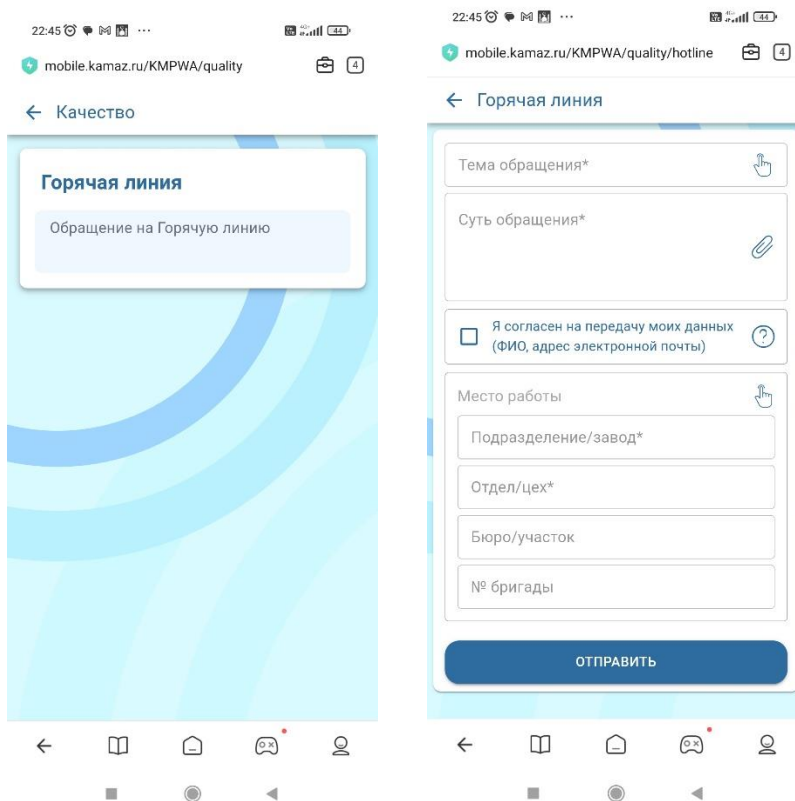 22:45
44
mobile.kamaz.ru/KMPWA/quality
4
Качество
Горячая линия
Обращение на Горячую линию
22:45
44
mobile.kamaz.ru/KMPWA/quality/hotline
4
Горячая линия
Тема обращения*
Суть обращения*
Я согласен на передачу моих данных
(ФИО, адрес электронной почты)
?
Место работы
Подразделение/завод*
Отдел/цех*
Бюро/участок
№ бригады
ОТПРАВИТЬ